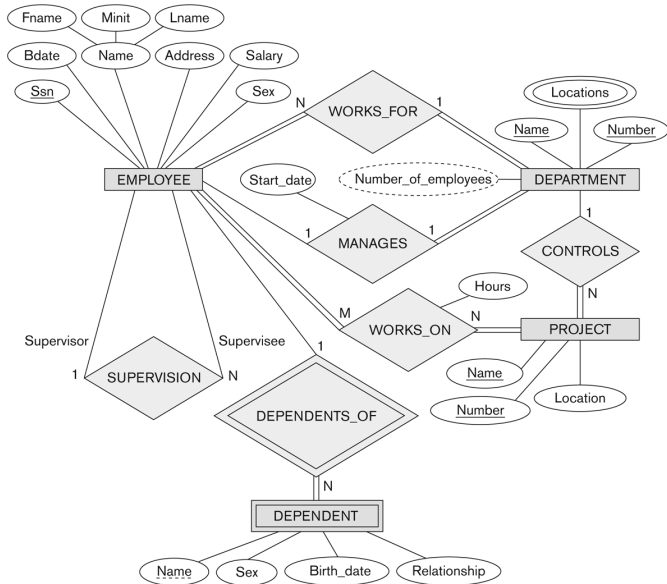 Fname Minit Lname
Bdate Name Address Salary
Ssn Sex
N WORKS_FOR 1
Locations
Name Number
EMPLOYEE
Start_date
Number_of_employees
DEPARTMENT
1 MANAGES 1
1
CONTROLS
N
Hours
M WORKS_ON N
PROJECT
Supervisor Supervisee
1 SUPERVISION N
1
Name
Number
Location
DEPENDENTS_OF
N
DEPENDENT
Name Sex Birth_date Relationship